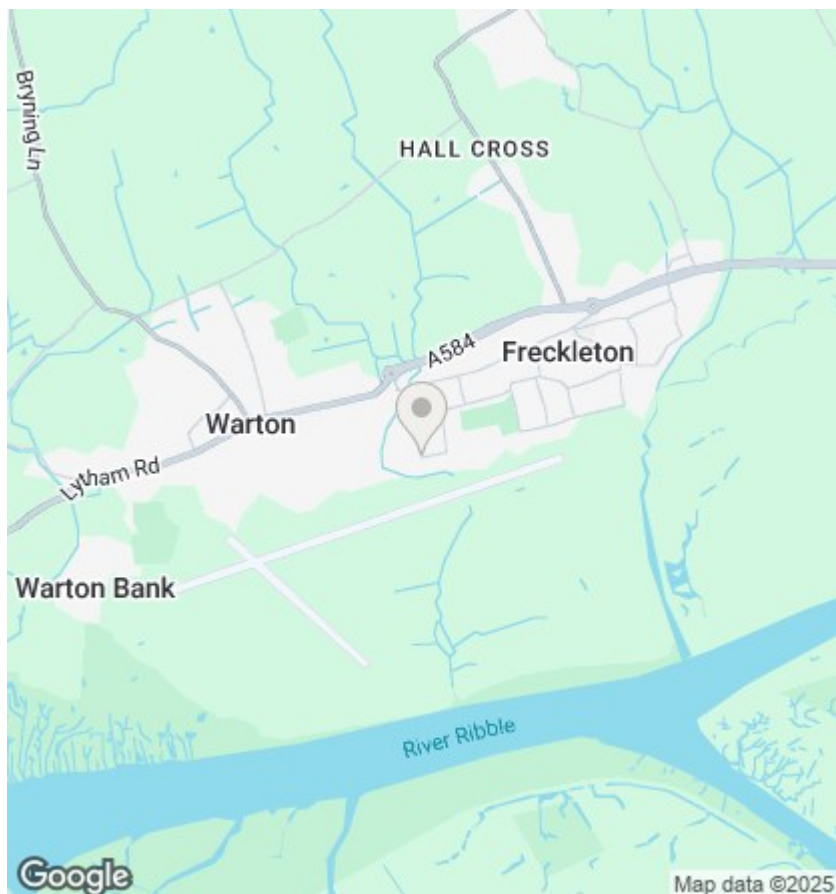 Bryning Ln
HALL CROSS
A584
Freckleton
Warton
Lytham Rd
Warton Bank
River Ribble
Google
Map data ©2025